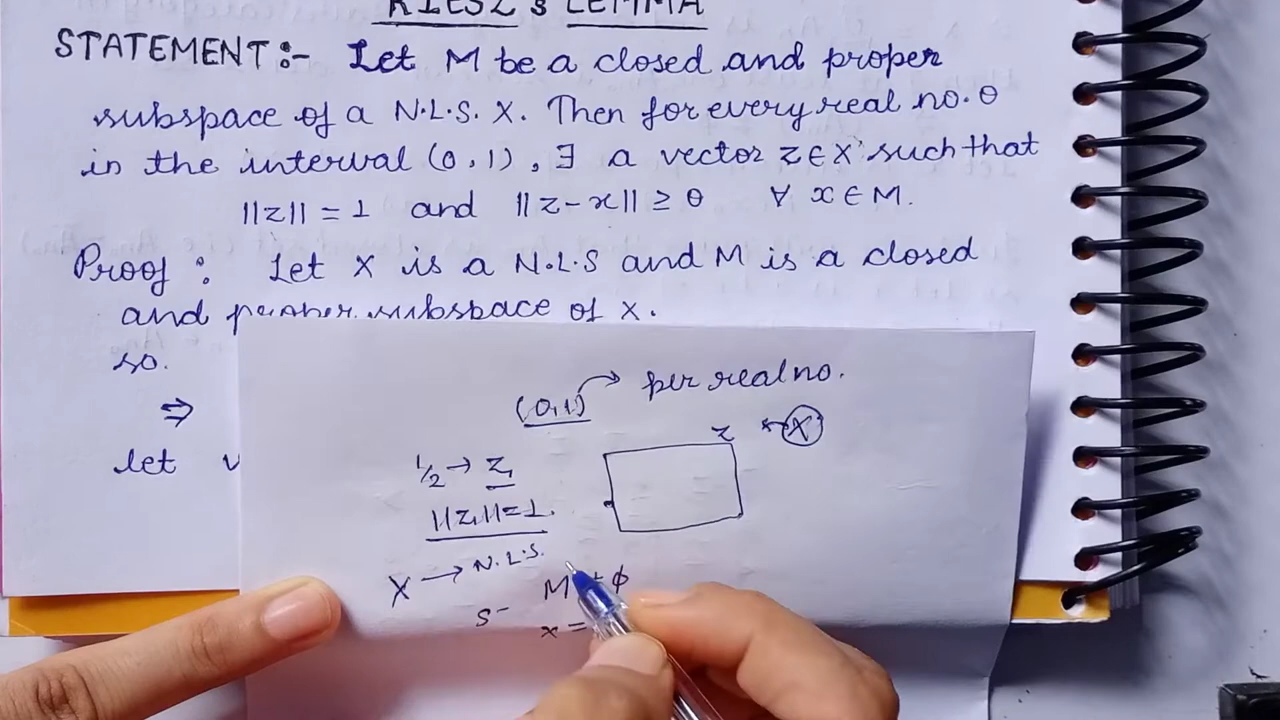 RIESZ's LEMMA
STATEMENT :- Let M be a closed and proper
subspace of a N.L.S. X. Then for every real no. θ
in the interval (0,1), ∃ a vector z ∈ X such that
||z|| = 1 and ||z-x|| ≥ θ ∀ x ∈ M.
Proof : Let X is a N.L.S and M is a closed
and proper subspace of X.
so
⇒
let
(0,1) → per real no.
z X
1/2 → z₁
||z₁||=1.
X → N.L.S.
M ≠ φ
x =